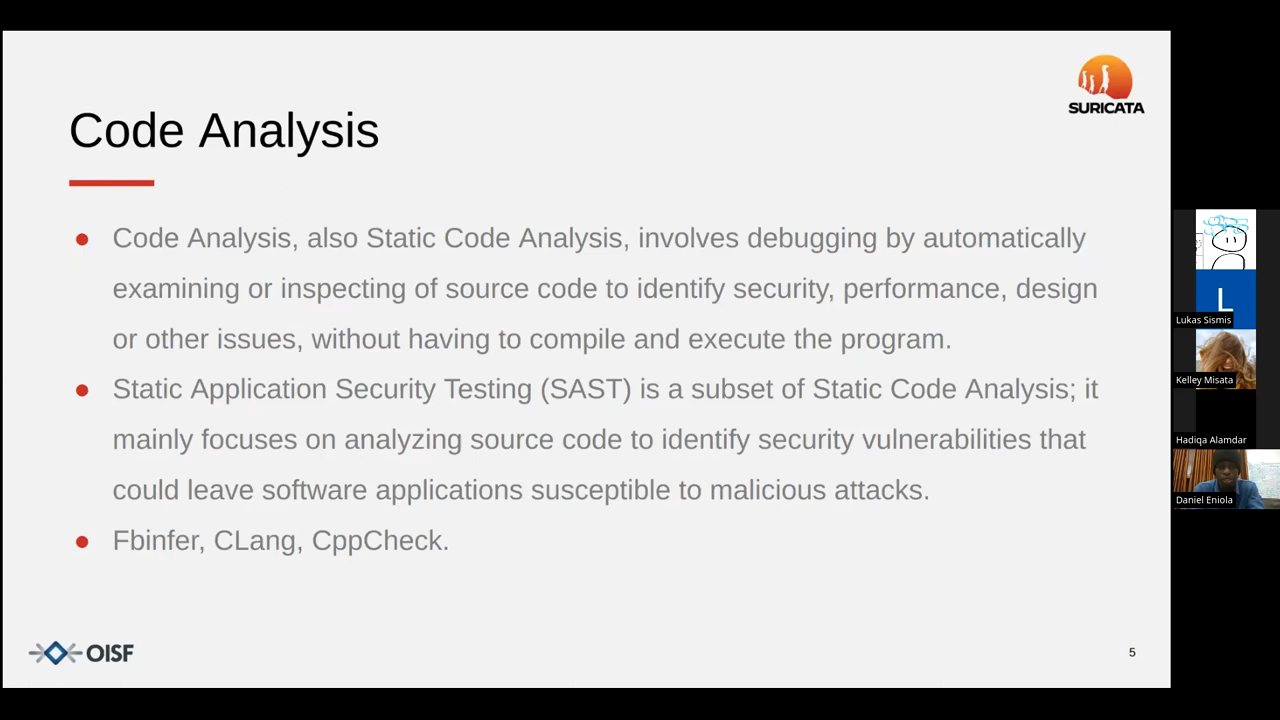 SURICATA
Code Analysis
● Code Analysis, also Static Code Analysis, involves debugging by automatically
examining or inspecting of source code to identify security, performance, design
or other issues, without having to compile and execute the program.
● Static Application Security Testing (SAST) is a subset of Static Code Analysis; it
mainly focuses on analyzing source code to identify security vulnerabilities that
could leave software applications susceptible to malicious attacks.
● Fbinfer, CLang, CppCheck.
OISF
5
L
Lukas Sismis
Kelley Misata
Hadiqa Alamdar
Daniel Eniola